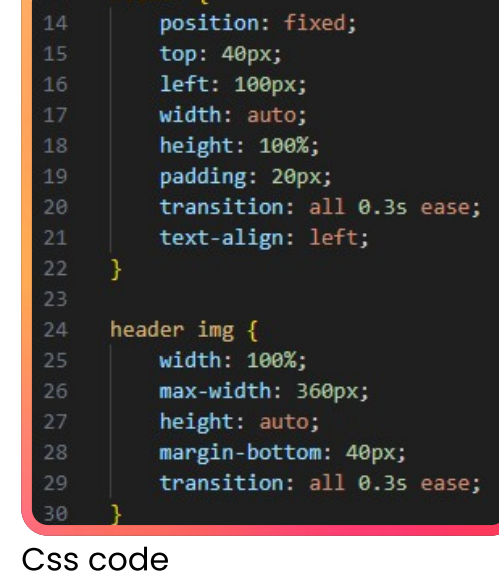 14 position: fixed;
15 top: 40px;
16 left: 100px;
17 width: auto;
18 height: 100%;
19 padding: 20px;
20 transition: all 0.3s ease;
21 text-align: left;
22 }
23
24 header img {
25 width: 100%;
26 max-width: 360px;
27 height: auto;
28 margin-bottom: 40px;
29 transition: all 0.3s ease;
30 }
Css code